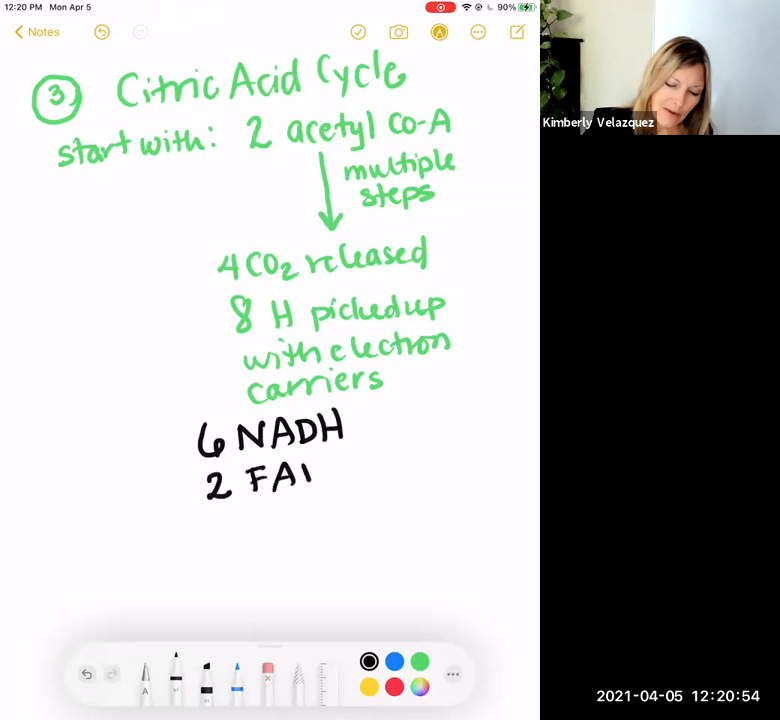 12:20 PM Mon Apr 5
90%
Notes
3 Citric Acid Cycle
start with: 2 acetyl Co-A
multiple
steps
4 CO2 released
8 H picked up
with electron
carriers
6 NADH
2 FAI
Kimberly Velazquez
A
2021-04-05 12:20:54